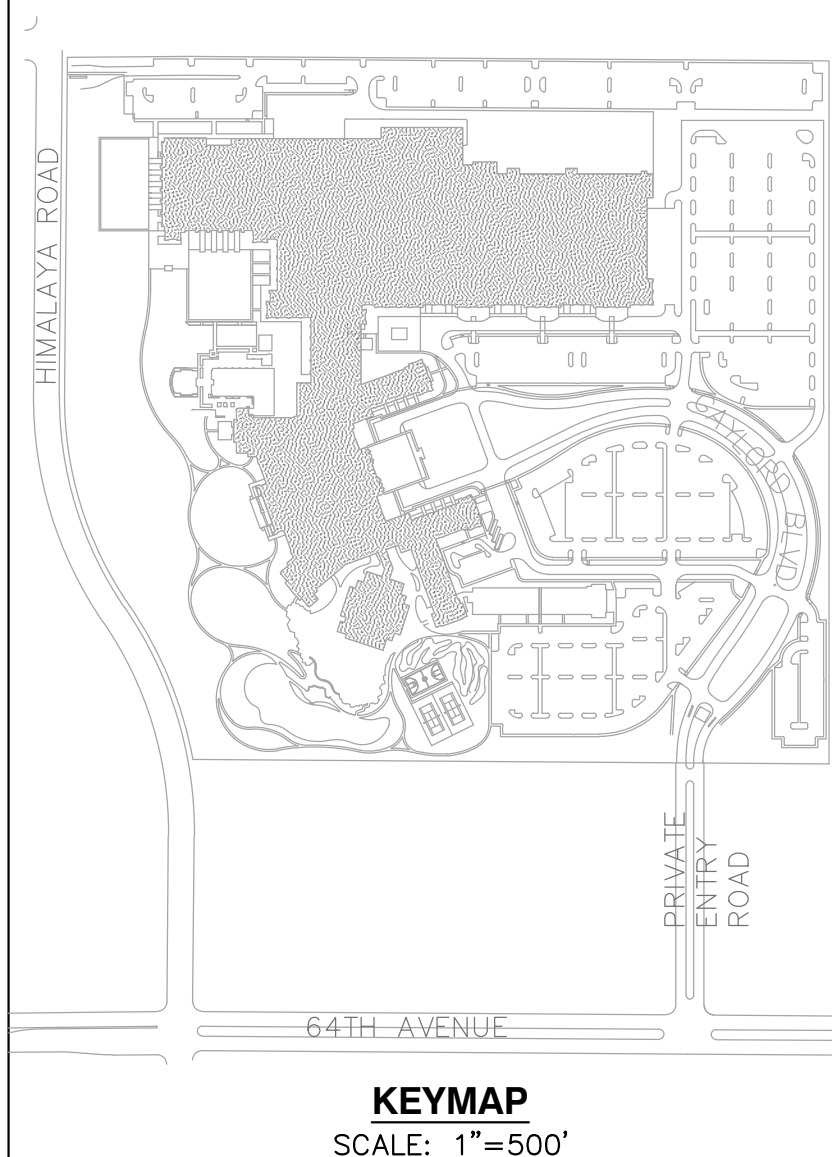 HIMALAYA ROAD
GAYLORD BLVD.
PRIVATE
ENTRY
ROAD
64TH AVENUE
KEYMAP
SCALE: 1"=500'